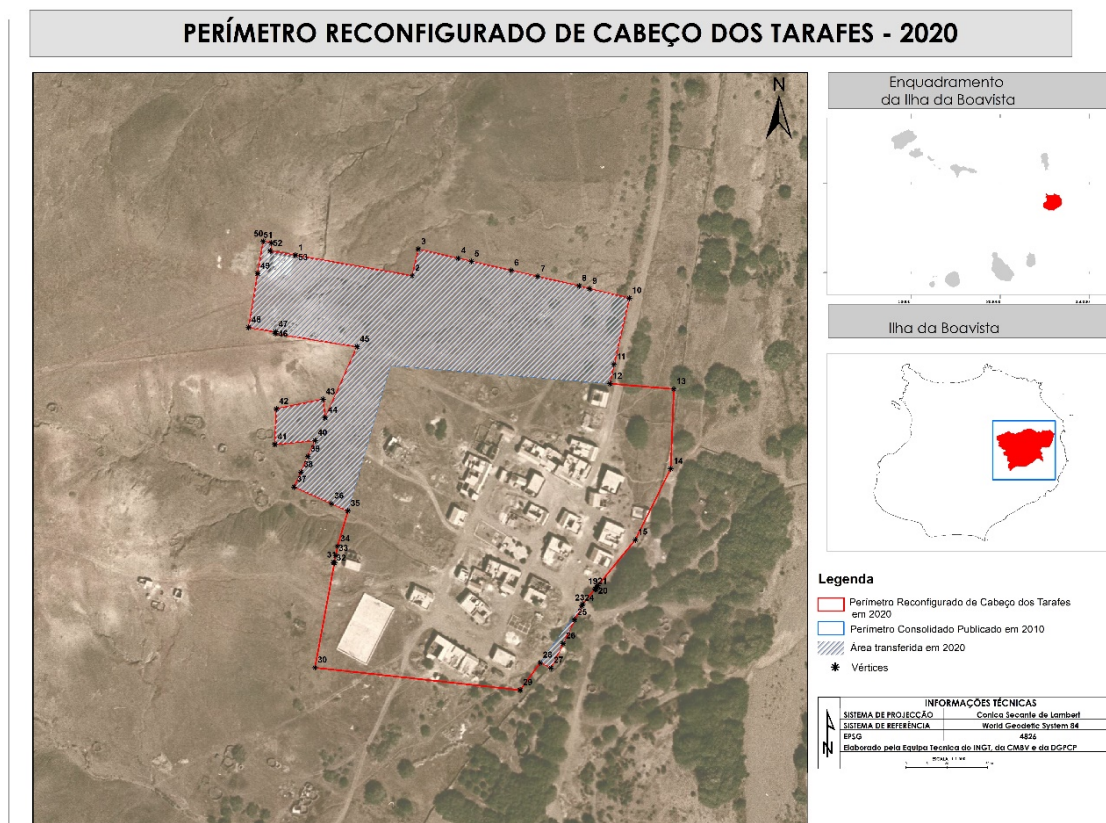 PERÍMETRO RECONFIGURADO DE CABEÇO DOS TARAFES - 2020
N
50 51
52
1
53
49
2
3
4
5
6
7
8
9
10
48
47
46
45
11
12
13
43
42
44
41
40
39
38
37
36
35
14
34
33
31
32
15
19 21
20
23 24
25
26
28
27
30
29
Enquadramento
da Ilha da Boavista
Ilha da Boavista
Legenda
Perímetro Reconfigurado de Cabeço dos Tarafes
em 2020
Perímetro Consolidado Publicado em 2010
Área transferida em 2020
Vértices
N
INFORMAÇÕES TÉCNICAS
SISTEMA DE PROJECÇÃO Conica Secante de Lambert
SISTEMA DE REFERÊNCIA World Geodetic System 84
EPSG 4826
Elaborado pela Equipa Tecnica do INGT, da CMBV e da DGPCP
ESCALA